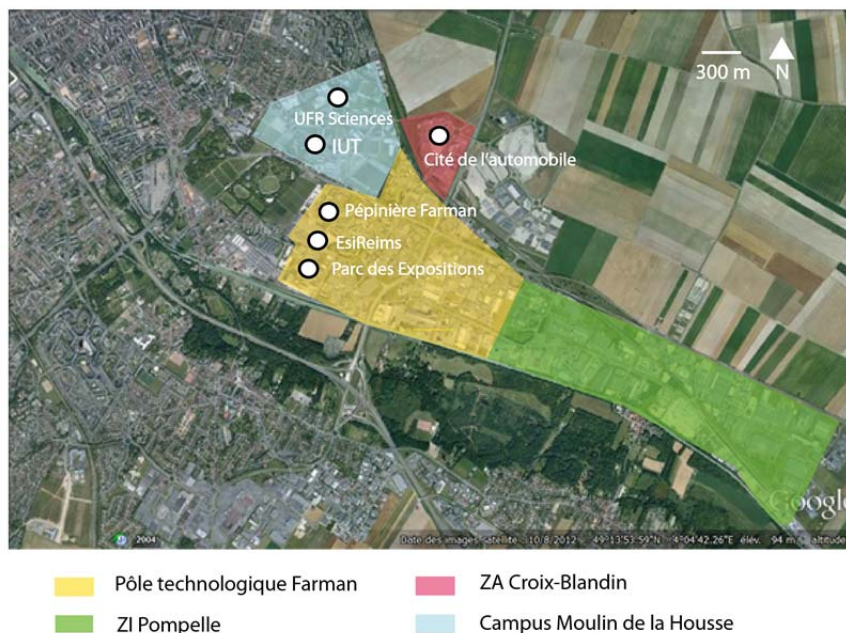 300 m
N
UFR Sciences
IUT
Cité de l'automobile
Pépinière Farman
EsiReims
Parc des Expositions
Google
2004
Date des images satellite : 10/8/2012 49°13'53.59"N 4°04'42.26"E élév. 94 m altitude
Pôle technologique Farman
ZA Croix-Blandin
ZI Pompelle
Campus Moulin de la Housse